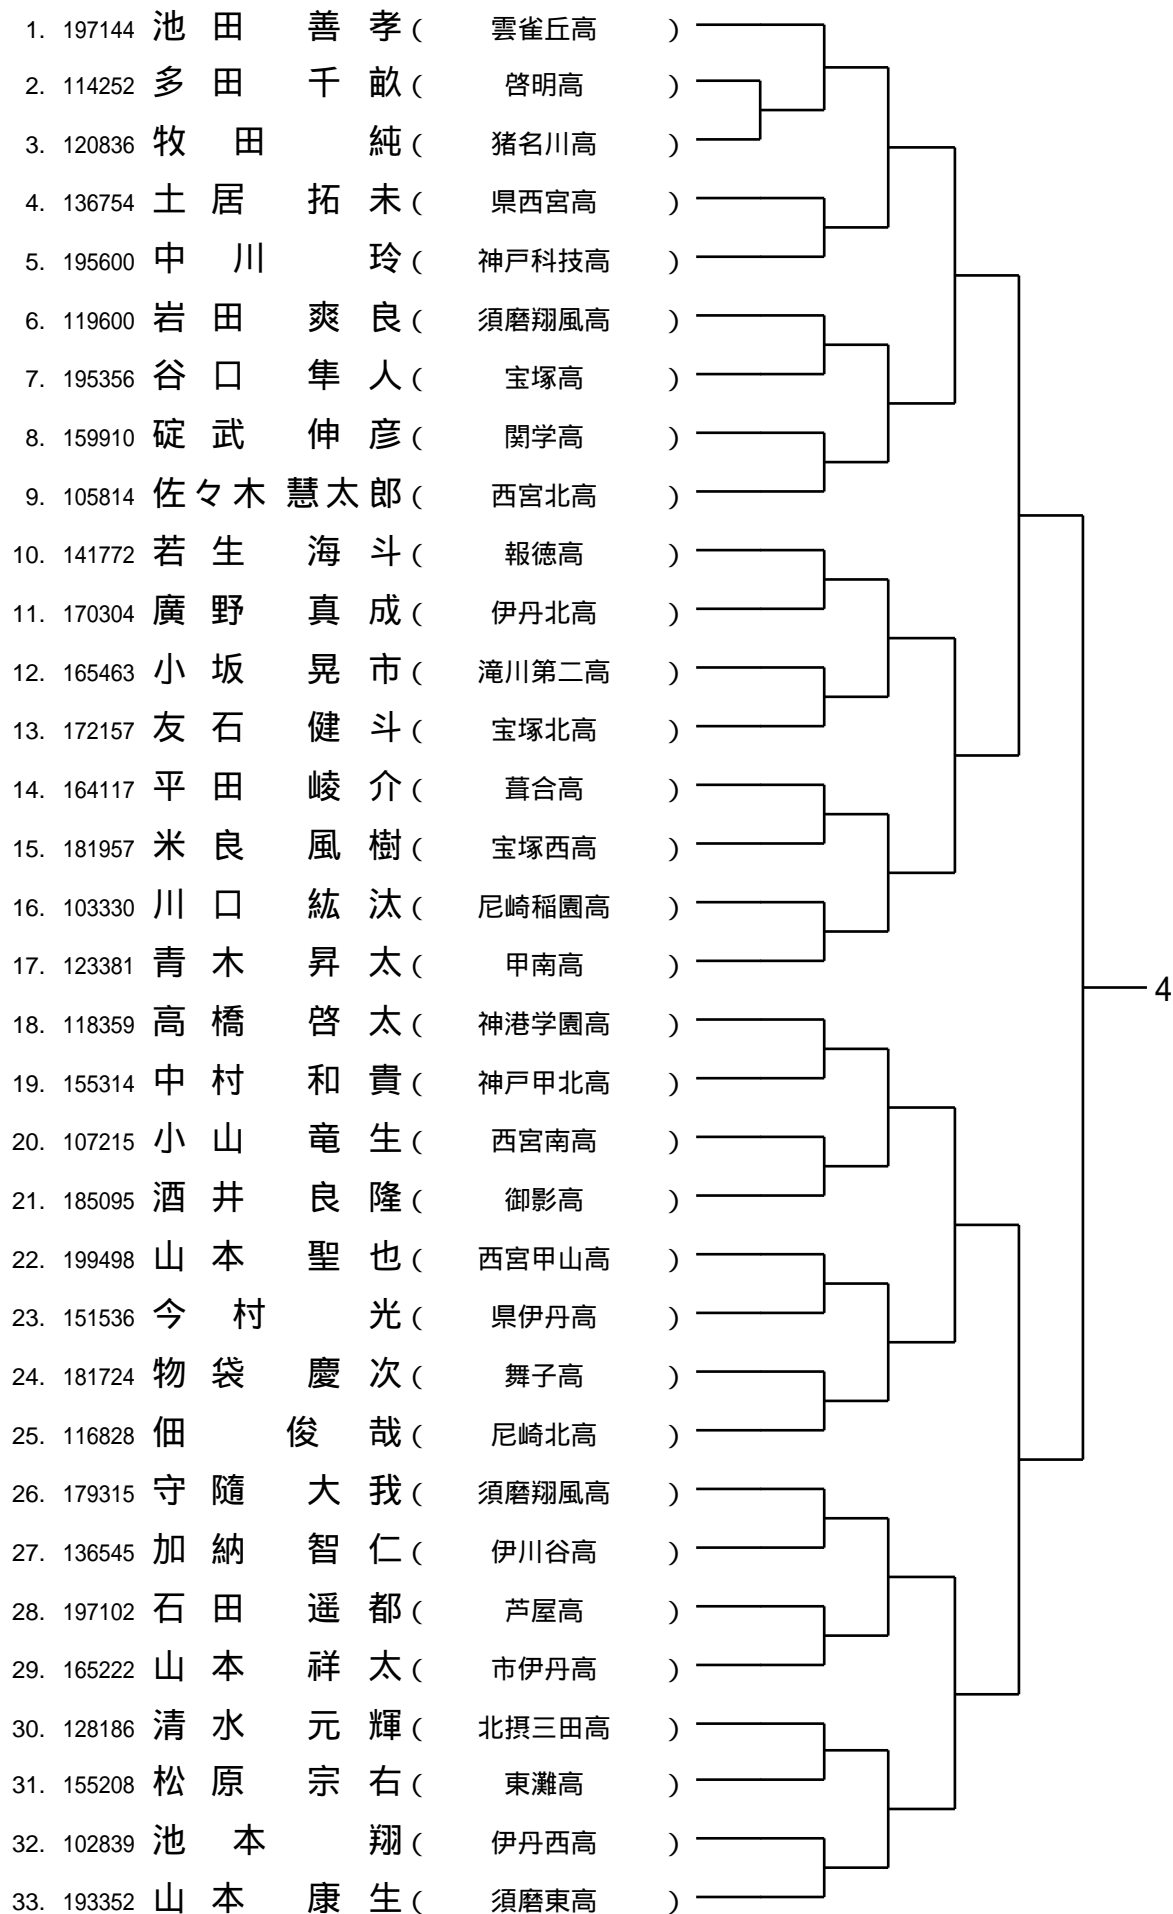 1. 197144 池田 善孝 ( 雲雀丘高 )
2. 114252 多田 千畝 ( 啓明高 )
3. 120836 牧田 純 ( 猪名川高 )
4. 136754 土居 拓未 ( 県西宮高 )
5. 195600 中川 玲 ( 神戸科技高 )
6. 119600 岩田 爽良 ( 須磨翔風高 )
7. 195356 谷口 隼人 ( 宝塚高 )
8. 159910 碇武 伸彦 ( 関学高 )
9. 105814 佐々木 慧太郎 ( 西宮北高 )
10. 141772 若生 海斗 ( 報徳高 )
11. 170304 廣野 真成 ( 伊丹北高 )
12. 165463 小坂 晃市 ( 滝川第二高 )
13. 172157 友石 健斗 ( 宝塚北高 )
14. 164117 平田 崚介 ( 葺合高 )
15. 181957 米良 風樹 ( 宝塚西高 )
16. 103330 川口 紘汰 ( 尼崎稲園高 )
17. 123381 青木 昇太 ( 甲南高 )
4
18. 118359 高橋 啓太 ( 神港学園高 )
19. 155314 中村 和貴 ( 神戸甲北高 )
20. 107215 小山 竜生 ( 西宮南高 )
21. 185095 酒井 良隆 ( 御影高 )
22. 199498 山本 聖也 ( 西宮甲山高 )
23. 151536 今村 光 ( 県伊丹高 )
24. 181724 物袋 慶次 ( 舞子高 )
25. 116828 佃 俊哉 ( 尼崎北高 )
26. 179315 守隨 大我 ( 須磨翔風高 )
27. 136545 加納 智仁 ( 伊川谷高 )
28. 197102 石田 遥都 ( 芦屋高 )
29. 165222 山本 祥太 ( 市伊丹高 )
30. 128186 清水 元輝 ( 北摂三田高 )
31. 155208 松原 宗右 ( 東灘高 )
32. 102839 池本 翔 ( 伊丹西高 )
33. 193352 山本 康生 ( 須磨東高 )